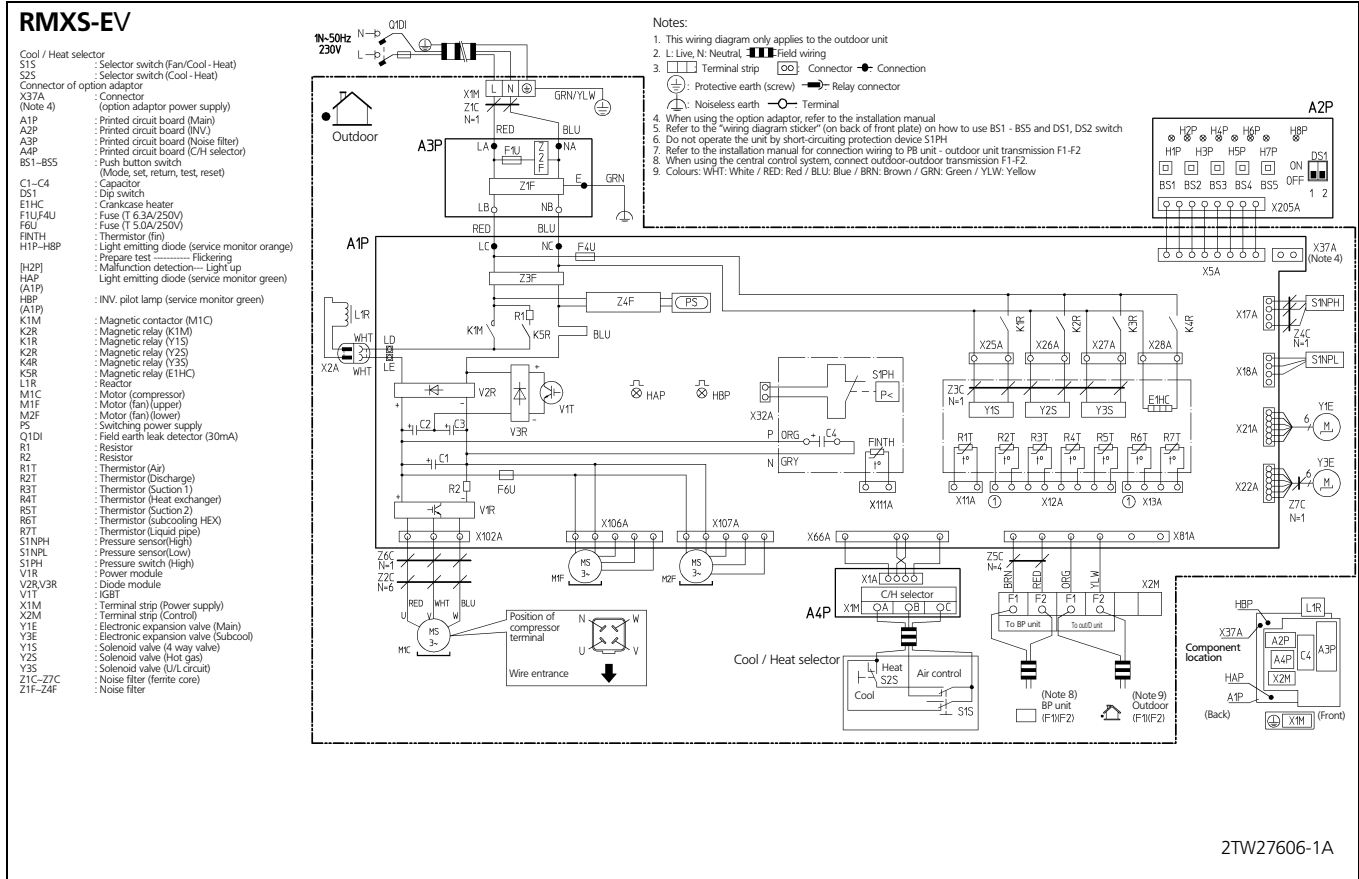 RMXS-EV
Cool / Heat selector
S1S : Selector switch (Fan/Cool - Heat)
S2S : Selector switch (Cool - Heat)
Connector of option adaptor
X37A : Connector
(Note 4) (option adaptor power supply)
A1P : Printed circuit board (Main)
A2P : Printed circuit board (INV.)
A3P : Printed circuit board (Noise filter)
A4P : Printed circuit board (C/H selector)
BS1~BS5 : Push button switch
(Mode, set, return, test, reset)
C1~C4 : Capacitor
DS1 : Dip switch
E1HC : Crankcase heater
F1U,F4U : Fuse (T 6.3A/250V)
F6U : Fuse (T 5.0A/250V)
FINTH : Thermistor (fin)
H1P~H8P : Light emitting diode (service monitor orange)
: Prepare test ----------- Flickering
[H2P] : Malfunction detection--- Light up
HAP Light emitting diode (service monitor green)
(A1P)
HBP : INV. pilot lamp (service monitor green)
(A1P)
K1M : Magnetic contactor (M1C)
K2R : Magnetic relay (K1M)
K1R : Magnetic relay (Y1S)
K2R : Magnetic relay (Y2S)
K4R : Magnetic relay (Y3S)
K5R : Magnetic relay (E1HC)
L1R : Reactor
M1C : Motor (compressor)
M1F : Motor (fan) (upper)
M2F : Motor (fan) (lower)
PS : Switching power supply
Q1DI : Field earth leak detector (30mA)
R1 : Resistor
R2 : Resistor
R1T : Thermistor (Air)
R2T : Thermistor (Discharge)
R3T : Thermistor (Suction 1)
R4T : Thermistor (Heat exchanger)
R5T : Thermistor (Suction 2)
R6T : Thermistor (subcooling HEX)
R7T : Thermistor (Liquid pipe)
S1NPH : Pressure sensor(High)
S1NPL : Pressure sensor(Low)
S1PH : Pressure switch (High)
V1R : Power module
V2R,V3R : Diode module
V1T : IGBT
X1M : Terminal strip (Power supply)
X2M : Terminal strip (Control)
Y1E : Electronic expansion valve (Main)
Y3E : Electronic expansion valve (Subcool)
Y1S : Solenoid valve (4 way valve)
Y2S : Solenoid valve (Hot gas)
Y3S : Solenoid valve (U/L circuit)
Z1C~Z7C : Noise filter (ferrite core)
Z1F~Z4F : Noise filter
Notes:
1. This wiring diagram only applies to the outdoor unit
2. L: Live, N: Neutral, Field wiring
3. Terminal strip Connector Connection
: Protective earth (screw) Relay connector
: Noiseless earth Terminal
4. When using the option adaptor, refer to the installation manual
5. Refer to the "wiring diagram sticker" (on back of front plate) on how to use BS1 - BS5 and DS1, DS2 switch
6. Do not operate the unit by short-circuiting protection device S1PH
7. Refer to the installation manual for connection wiring to PB unit - outdoor unit transmission F1-F2
8. When using the central control system, connect outdoor-outdoor transmission F1-F2.
9. Colours: WHT: White / RED: Red / BLU: Blue / BRN: Brown / GRN: Green / YLW: Yellow
1N~50Hz
230V
N
L
Q1DI
Outdoor
X1M L N
Z1C
N=1
GRN/YLW
RED BLU
A3P
LA F1U Z2F NA
Z1F E GRN
LB NB
RED BLU
A1P
LC NC F4U
Z3F
Z4F PS
R1
K1M K5R BLU
L1R
WHT LD
X2A WHT LE
V2R
V3R V1T
C2 C3
C1
R2 F6U
V1R
HAP HBP
X32A
S1PH
P<
P ORG C4
N GRY
FINTH
t°
X111A
K1R K2R K3R K4R
X25A X26A X27A X28A
Z3C
N=1
Y1S Y2S Y3S E1HC
R1T R2T R3T R4T R5T R6T R7T
t° t° t° t° t° t° t°
X11A 1 X12A 1 X13A
A2P
H2P H4P H6P H8P
H1P H3P H5P H7P
DS1
ON
OFF
1 2
BS1 BS2 BS3 BS4 BS5
X205A
X5A
X37A
(Note 4)
X17A S1NPH
Z4C
N=1
X18A S1NPL
X21A 6 M Y1E
X22A 6 M Y3E
Z7C
N=1
X102A X106A X107A X66A X81A
Z6C
N=1
Z2C
N=6
RED WHT BLU
U V W
MS
3~
M1C
MS
3~
M1F
MS
3~
M2F
Position of
compressor
terminal
N W
U V
Wire entrance
X1A
C/H selector
A4P
X1M A B C
Cool / Heat selector
Heat
S2S
Cool
Air control
S1S
Z5C
N=4
BRN RED ORG YLW
X2M
F1 F2 F1 F2
To BP unit To out/D unit
(Note 8)
BP unit
(F1)(F2)
(Note 9)
Outdoor
(F1)(F2)
HBP
L1R
X37A
Component
location
A2P
A4P
C4
A3P
X2M
HAP
A1P
(Back)
X1M
(Front)
2TW27606-1A